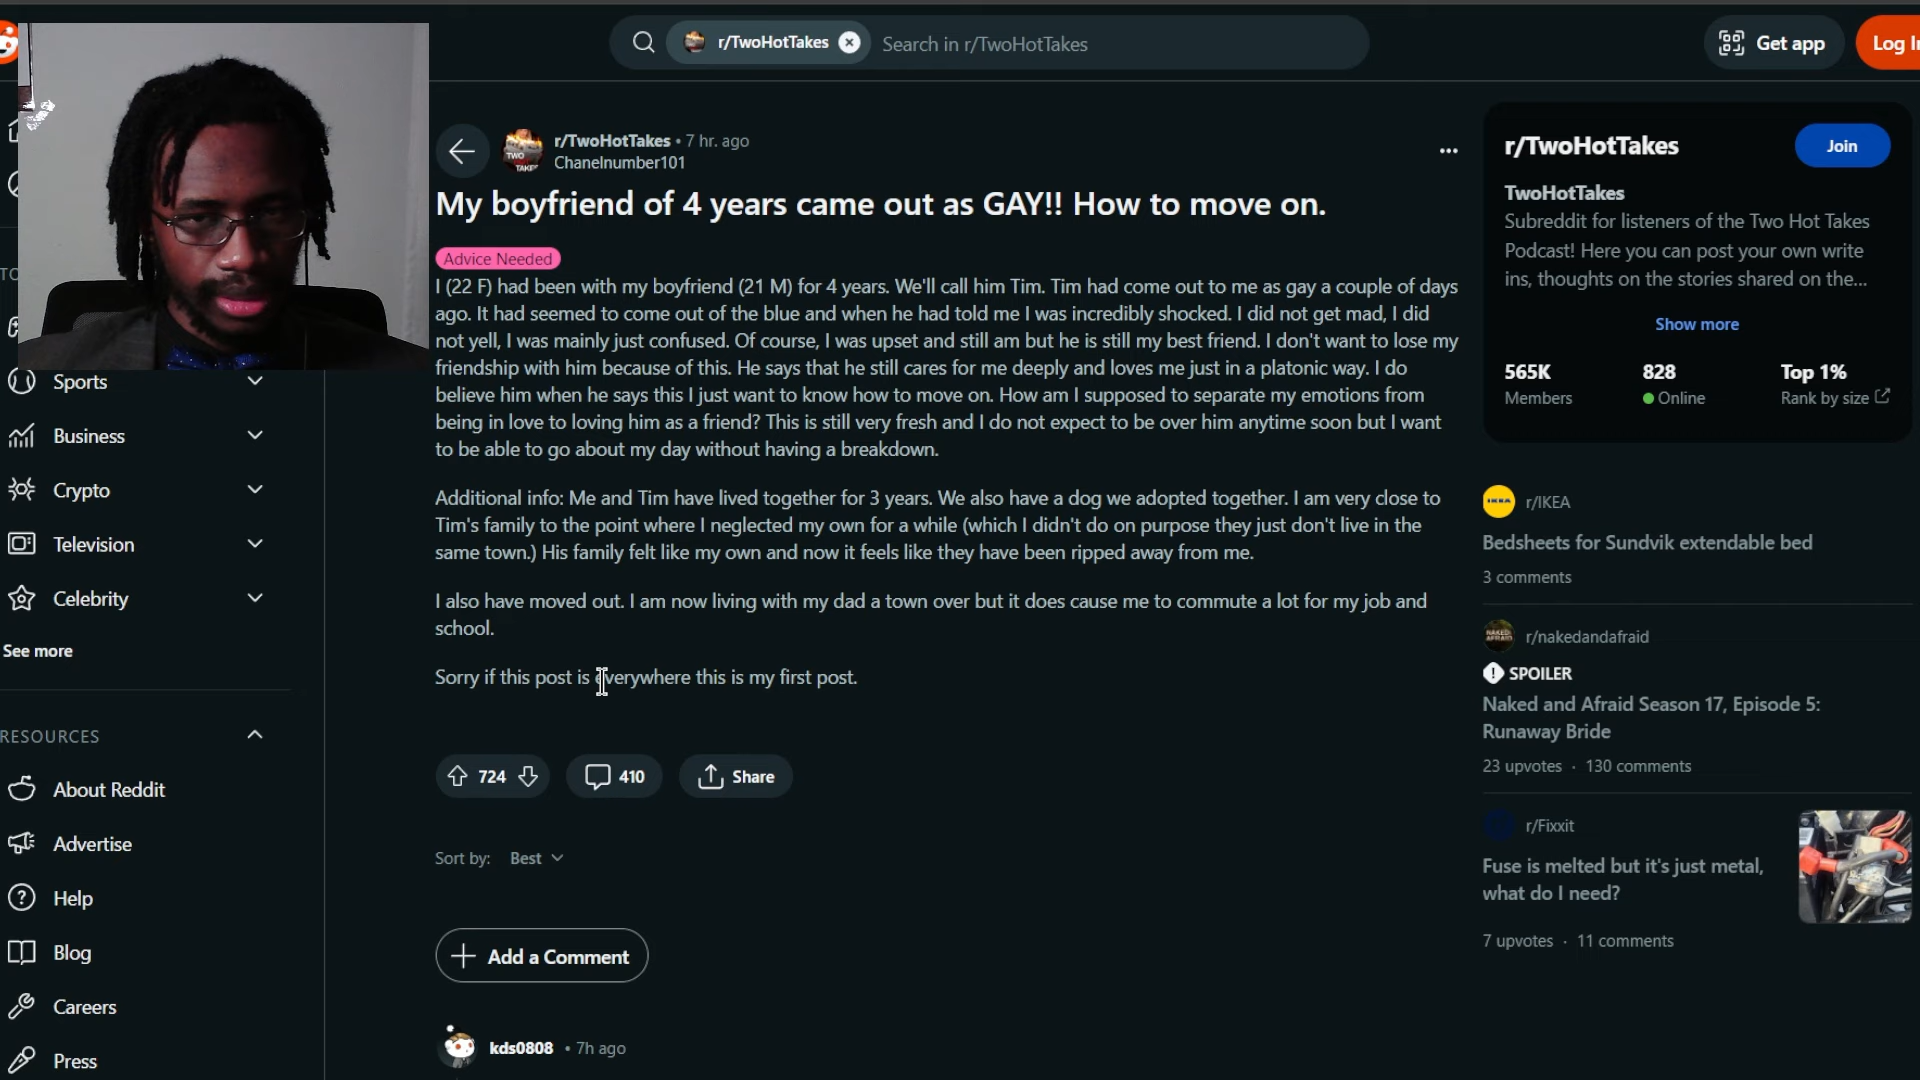 r/TwoHotTakes
Search in r/TwoHotTakes
Get app
r/TwoHotTakes • 7 hr. ago
Chanelnumber101
My boyfriend of 4 years came out as GAY!! How to move on.
Advice Needed
I (22 F) had been with my boyfriend (21 M) for 4 years. We'll call him Tim. Tim had come out to me as gay a couple of days
ago. It had seemed to come out of the blue and when he had told me I was incredibly shocked. I did not get mad, I did
not yell, I was mainly just confused. Of course, I was upset and still am but he is still my best friend. I don't want to lose my
friendship with him because of this. He says that he still cares for me deeply and loves me just in a platonic way. I do
believe him when he says this I just want to know how to move on. How am I supposed to separate my emotions from
being in love to loving him as a friend? This is still very fresh and I do not expect to be over him anytime soon but I want
to be able to go about my day without having a breakdown.
Additional info: Me and Tim have lived together for 3 years. We also have a dog we adopted together. I am very close to
Tim's family to the point where I neglected my own for a while (which I didn't do on purpose they just don't live in the
same town.) His family felt like my own and now it feels like they have been ripped away from me.
I also have moved out. I am now living with my dad a town over but it does cause me to commute a lot for my job and
school.
Sorry if this post is everywhere this is my first post.
724
410
Share
Sort by: Best
Add a Comment
kds0808 • 7h ago
Sports
Business
Crypto
Television
Celebrity
See more
RESOURCES
About Reddit
Advertise
Help
Blog
Careers
Press
r/TwoHotTakes
Join
TwoHotTakes
Subreddit for listeners of the Two Hot Takes
Podcast! Here you can post your own write
ins, thoughts on the stories shared on the...
Show more
565K 828 Top 1%
Members Online Rank by size
r/IKEA
Bedsheets for Sundvik extendable bed
3 comments
r/nakedandafraid
SPOILER
Naked and Afraid Season 17, Episode 5:
Runaway Bride
23 upvotes · 130 comments
r/Fixxit
Fuse is melted but it's just metal,
what do I need?
7 upvotes · 11 comments